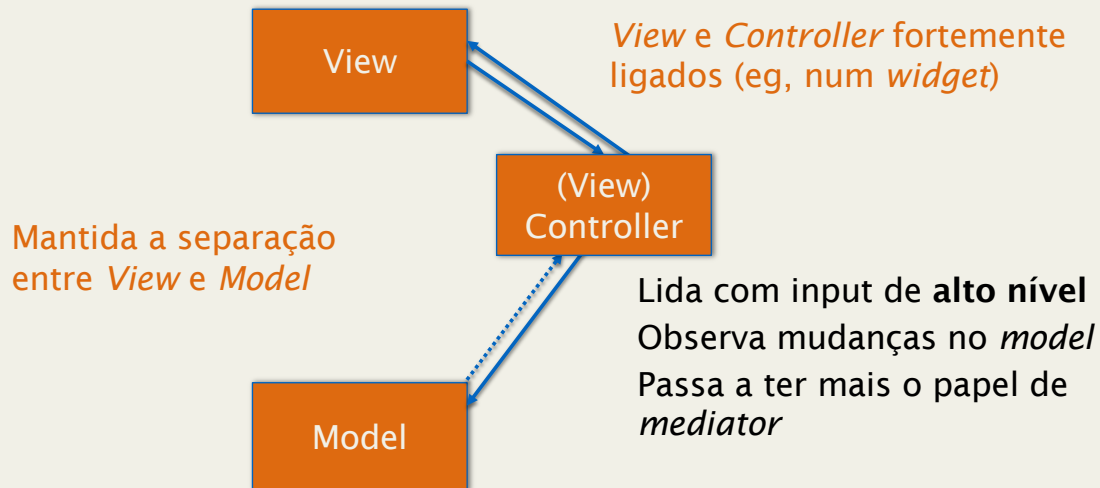 View
View e Controller fortemente
ligados (eg, num widget)
(View)
Controller
Mantida a separação
entre View e Model
Lida com input de alto nível
Observa mudanças no model
Passa a ter mais o papel de
mediator
Model